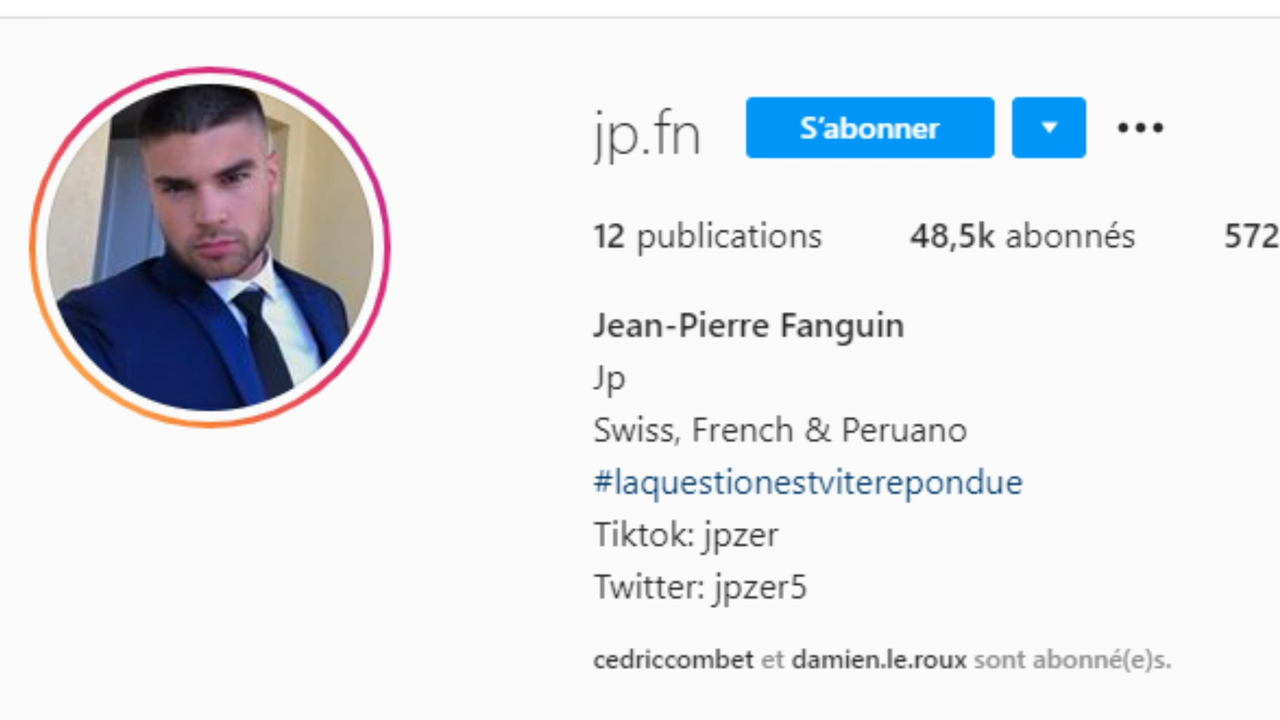 jp.fn S'abonner
12 publications 48,5k abonnés 572
Jean-Pierre Fanguin
Jp
Swiss, French & Peruano
#laquestionestviterepondue
Tiktok: jpzer
Twitter: jpzer5
cedriccombet et damien.le.roux sont abonné(e)s.